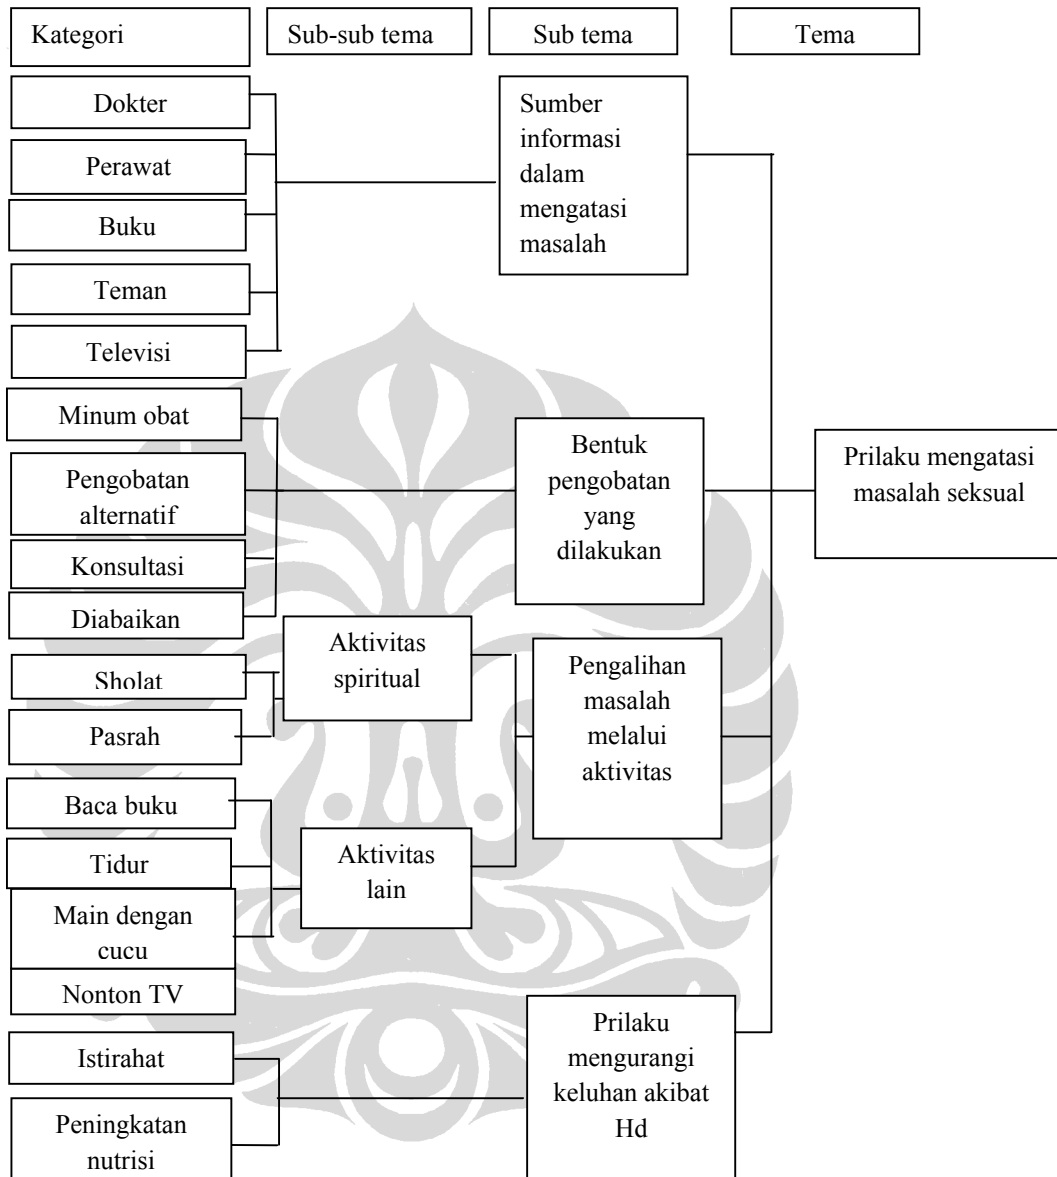 Kategori
Sub-sub tema
Sub tema
Tema
Dokter
Perawat
Buku
Teman
Televisi
Sumber
informasi
dalam
mengatasi
masalah
Minum obat
Pengobatan
alternatif
Konsultasi
Diabaikan
Bentuk
pengobatan
yang
dilakukan
Prilaku mengatasi
masalah seksual
Sholat
Pasrah
Aktivitas
spiritual
Pengalihan
masalah
melalui
aktivitas
Baca buku
Tidur
Main dengan
cucu
Nonton TV
Aktivitas
lain
Istirahat
Peningkatan
nutrisi
Prilaku
mengurangi
keluhan akibat
Hd